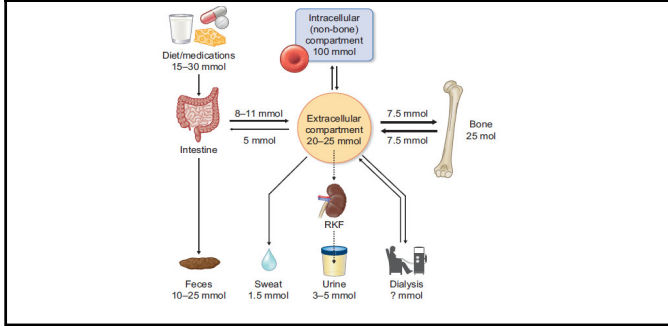 Diet/medications
15–30 mmol
Intracellular
(non-bone)
compartment
100 mmol
8–11 mmol
5 mmol
Intestine
Extracellular
compartment
20–25 mmol
7.5 mmol
7.5 mmol
Bone
25 mol
RKF
Feces
10–25 mmol
Sweat
1.5 mmol
Urine
3–5 mmol
Dialysis
? mmol